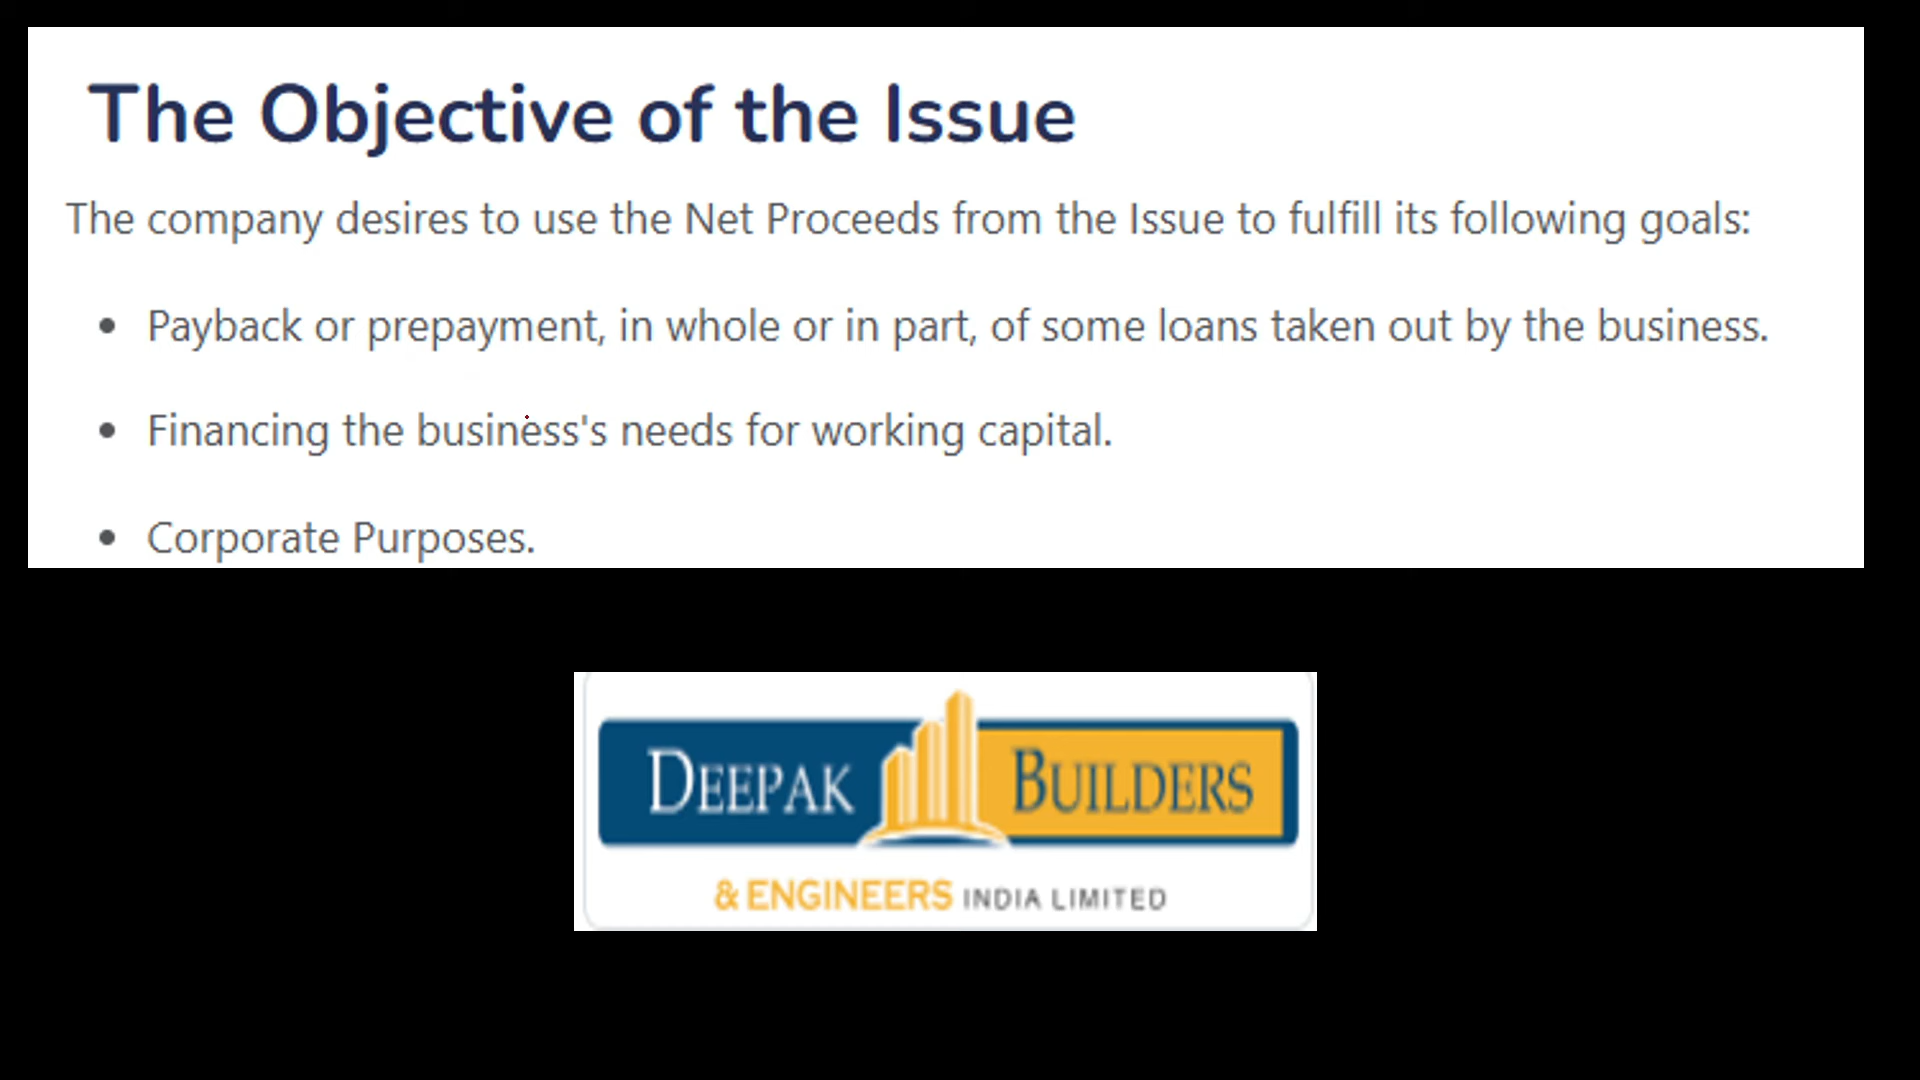 The Objective of the Issue
The company desires to use the Net Proceeds from the Issue to fulfill its following goals:
• Payback or prepayment, in whole or in part, of some loans taken out by the business.
• Financing the business's needs for working capital.
• Corporate Purposes.
DEEPAK BUILDERS
& ENGINEERS INDIA LIMITED